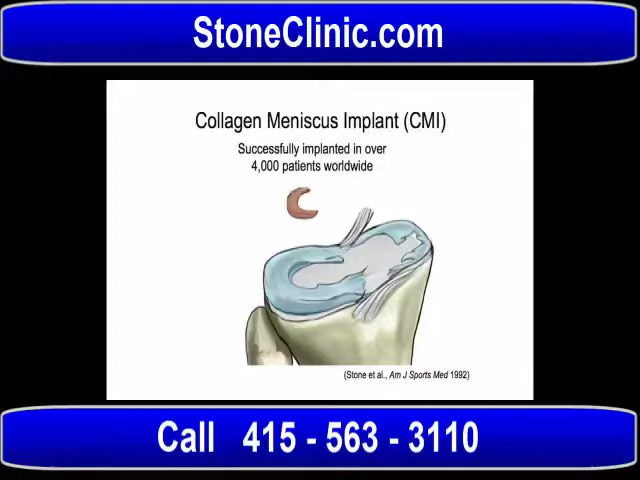 StoneClinic.com
Collagen Meniscus Implant (CMI)
Successfully implanted in over
4,000 patients worldwide
(Stone et al., Am J Sports Med 1992)
Call 415 - 563 - 3110